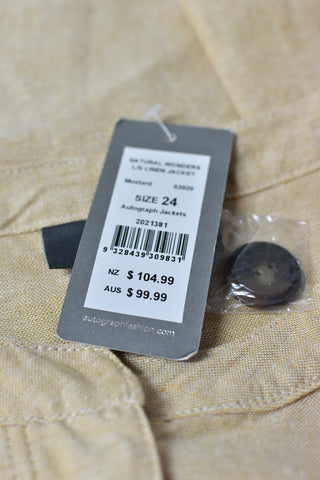 NATURAL WONDERS
L/S LINEN JACKET
Mustard S2020
SIZE 24
Autograph Jackets
2021381
9 328439 309831
NZ $ 104.99
AUS $ 99.99
autographfashion.com